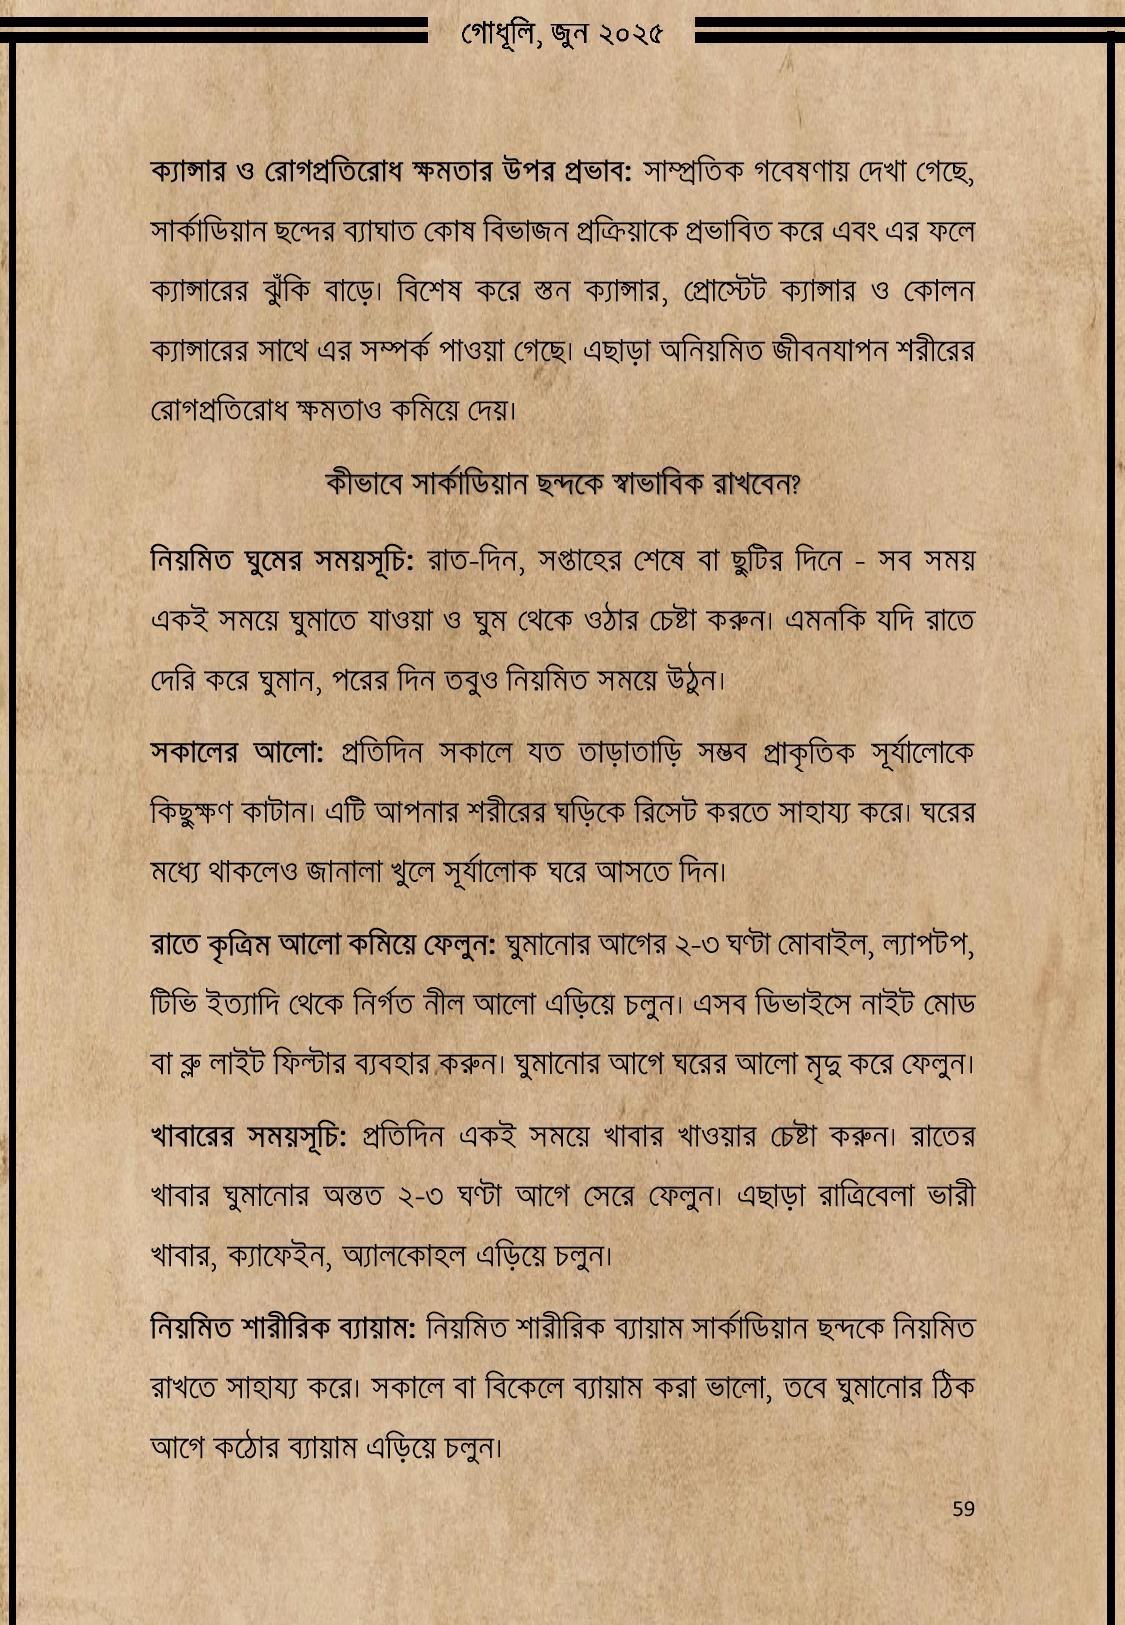 গোধূলি, জুন ২০২৫
ক্যান্সার ও রোগপ্রতিরোধ ক্ষমতার উপর প্রভাব: সাম্প্রতিক গবেষণায় দেখা গেছে,
সার্কাডিয়ান ছন্দের ব্যাঘাত কোষ বিভাজন প্রক্রিয়াকে প্রভাবিত করে এবং এর ফলে
ক্যান্সারের ঝুঁকি বাড়ে। বিশেষ করে স্তন ক্যান্সার, প্রোস্টেট ক্যান্সার ও কোলন
ক্যান্সারের সাথে এর সম্পর্ক পাওয়া গেছে। এছাড়া অনিয়মিত জীবনযাপন শরীরের
রোগপ্রতিরোধ ক্ষমতাও কমিয়ে দেয়।
কীভাবে সার্কাডিয়ান ছন্দকে স্বাভাবিক রাখবেন?
নিয়মিত ঘুমের সময়সূচি: রাত-দিন, সপ্তাহের শেষে বা ছুটির দিনে - সব সময়
একই সময়ে ঘুমাতে যাওয়া ও ঘুম থেকে ওঠার চেষ্টা করুন। এমনকি যদি রাতে
দেরি করে ঘুমান, পরের দিন তবুও নিয়মিত সময়ে উঠুন।
সকালের আলো: প্রতিদিন সকালে যত তাড়াতাড়ি সম্ভব প্রাকৃতিক সূর্যালোকে
কিছুক্ষণ কাটান। এটি আপনার শরীরের ঘড়িকে রিসেট করতে সাহায্য করে। ঘরের
মধ্যে থাকলেও জানালা খুলে সূর্যালোক ঘরে আসতে দিন।
রাতে কৃত্রিম আলো কমিয়ে ফেলুন: ঘুমানোর আগের ২-৩ ঘণ্টা মোবাইল, ল্যাপটপ,
টিভি ইত্যাদি থেকে নির্গত নীল আলো এড়িয়ে চলুন। এসব ডিভাইসে নাইট মোড
বা ব্লু লাইট ফিল্টার ব্যবহার করুন। ঘুমানোর আগে ঘরের আলো মৃদু করে ফেলুন।
খাবারের সময়সূচি: প্রতিদিন একই সময়ে খাবার খাওয়ার চেষ্টা করুন। রাতের
খাবার ঘুমানোর অন্তত ২-৩ ঘণ্টা আগে সেরে ফেলুন। এছাড়া রাত্রিবেলা ভারী
খাবার, ক্যাফেইন, অ্যালকোহল এড়িয়ে চলুন।
নিয়মিত শারীরিক ব্যায়াম: নিয়মিত শারীরিক ব্যায়াম সার্কাডিয়ান ছন্দকে নিয়মিত
রাখতে সাহায্য করে। সকালে বা বিকেলে ব্যায়াম করা ভালো, তবে ঘুমানোর ঠিক
আগে কঠোর ব্যায়াম এড়িয়ে চলুন।
59